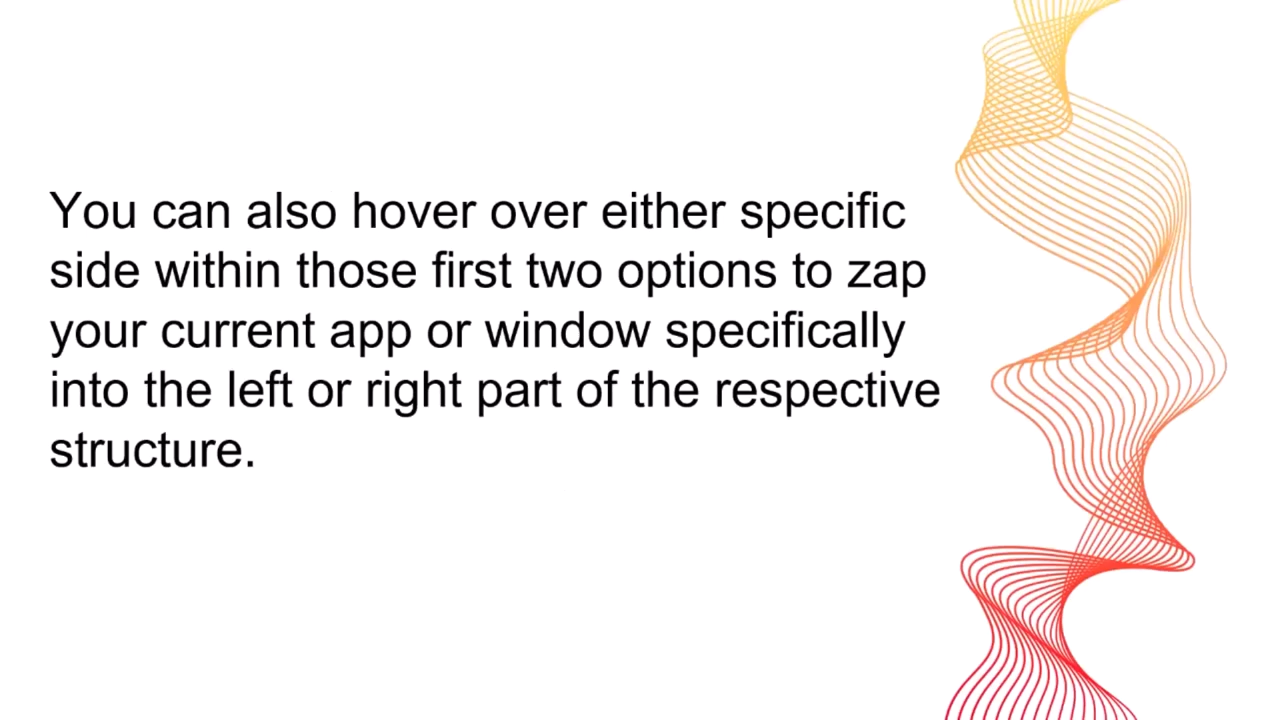 You can also hover over either specific
side within those first two options to zap
your current app or window specifically
into the left or right part of the respective
structure.